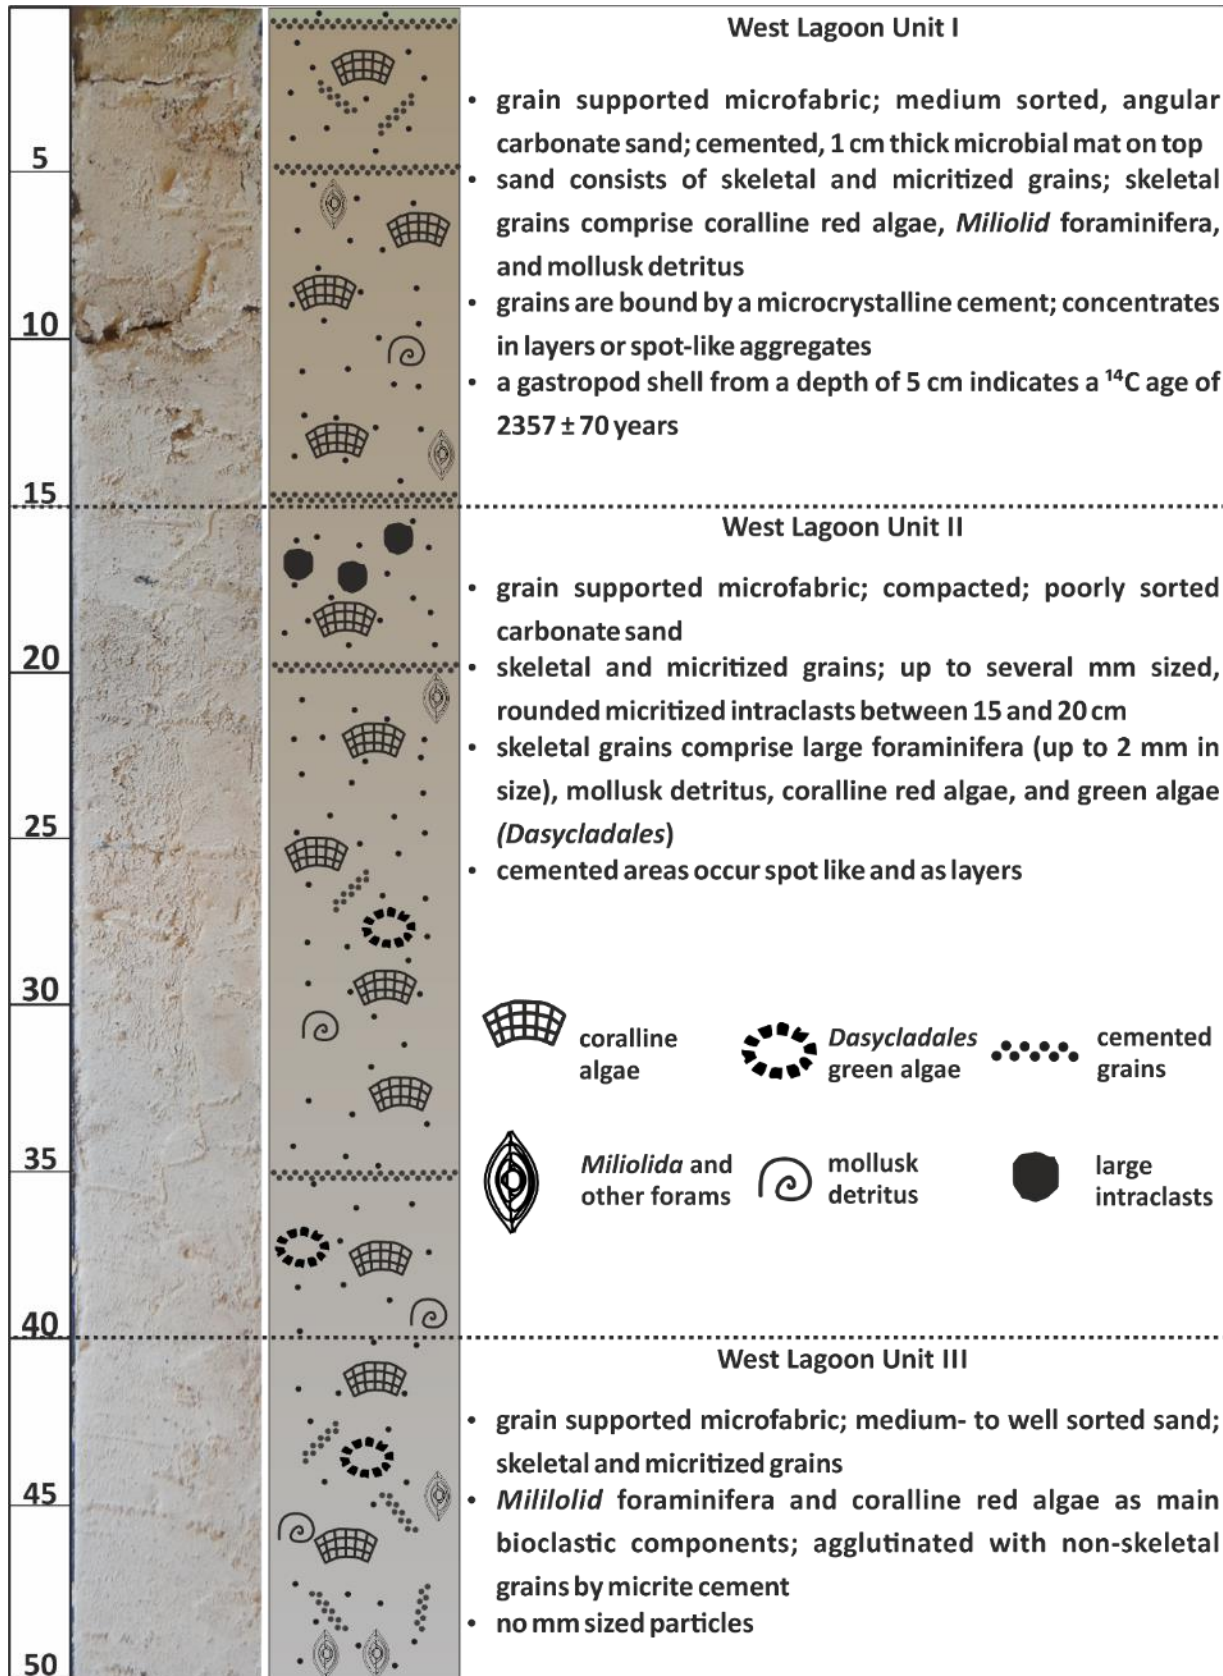 West Lagoon Unit I
• grain supported microfabric; medium sorted, angular
carbonate sand; cemented, 1 cm thick microbial mat on top
• sand consists of skeletal and micritized grains; skeletal
grains comprise coralline red algae, Miliolid foraminifera,
and mollusk detritus
• grains are bound by a microcrystalline cement; concentrates
in layers or spot-like aggregates
• a gastropod shell from a depth of 5 cm indicates a ¹⁴C age of
2357 ± 70 years
5
10
15
West Lagoon Unit II
• grain supported microfabric; compacted; poorly sorted
carbonate sand
• skeletal and micritized grains; up to several mm sized,
rounded micritized intraclasts between 15 and 20 cm
• skeletal grains comprise large foraminifera (up to 2 mm in
size), mollusk detritus, coralline red algae, and green algae
(Dasycladales)
• cemented areas occur spot like and as layers
20
25
30
35
40
coralline
algae
Dasycladales
green algae
cemented
grains
Miliolida and
other forams
mollusk
detritus
large
intraclasts
West Lagoon Unit III
• grain supported microfabric; medium- to well sorted sand;
skeletal and micritized grains
• Mililolid foraminifera and coralline red algae as main
bioclastic components; agglutinated with non-skeletal
grains by micrite cement
• no mm sized particles
45
50